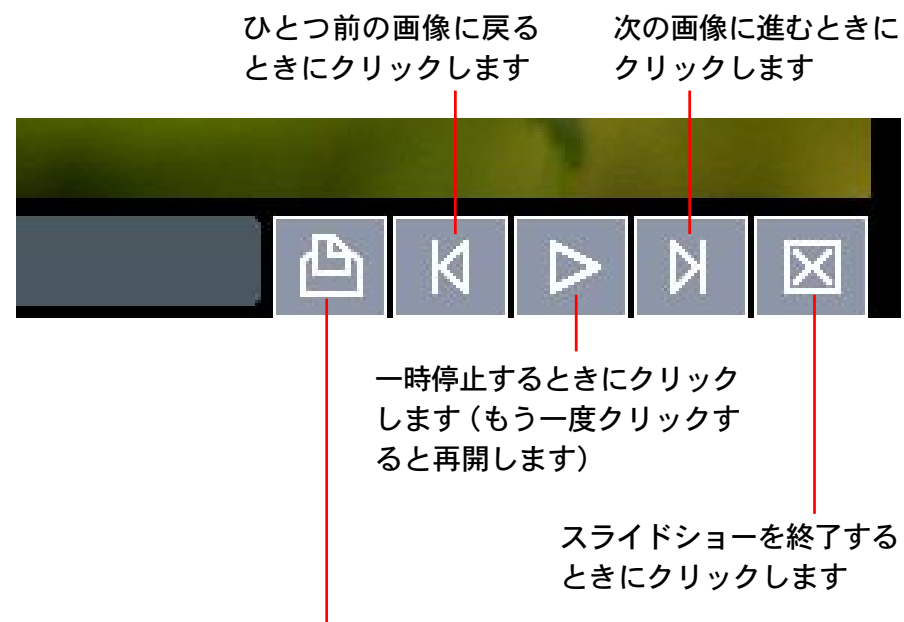 ひとつ前の画像に戻る
ときにクリックします
次の画像に進むときに
クリックします
一時停止するときにクリック
します（もう一度クリックす
ると再開します）
スライドショーを終了する
ときにクリックします